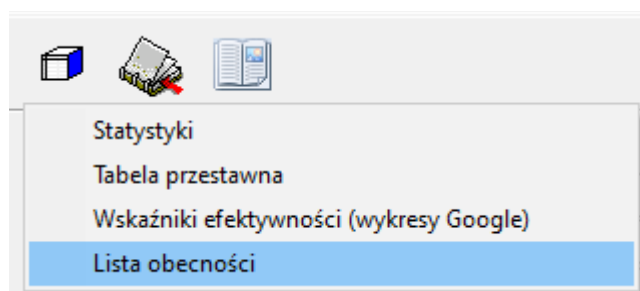 Statystyki
Tabela przestawna
Wskaźniki efektywności (wykresy Google)
Lista obecności